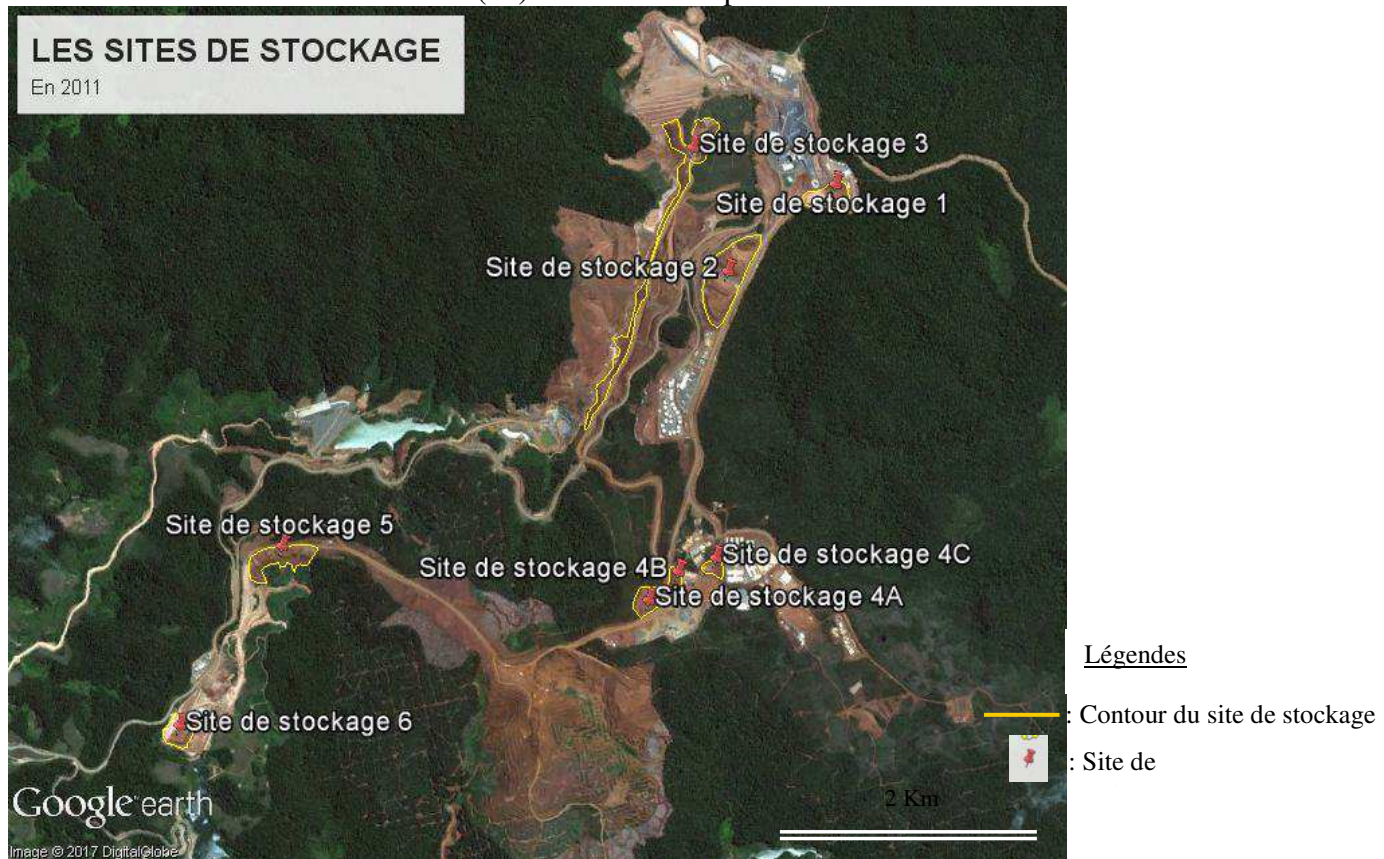 LES SITES DE STOCKAGE
En 2011
Site de stockage 3
Site de stockage 1
Site de stockage 2
Site de stockage 5
Site de stockage 4B
Site de stockage 4C
Site de stockage 4A
Site de stockage 6
Légendes
: Contour du site de stockage
: Site de
2 Km
Google earth
Image © 2017 DigitalGlobe